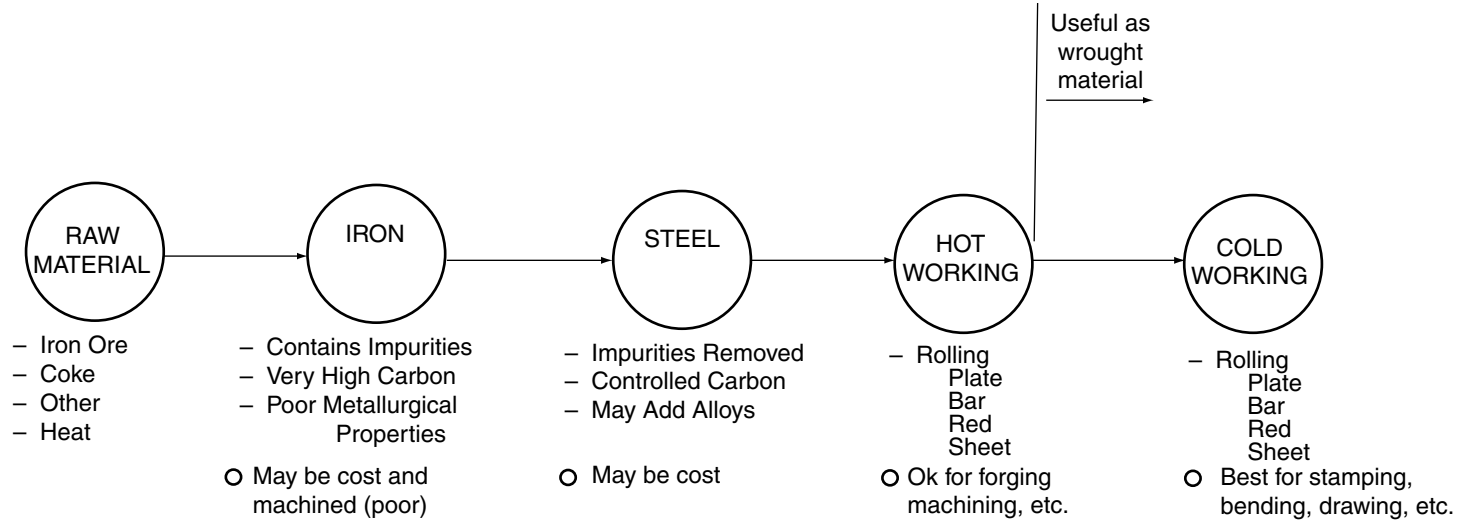 Useful as
wrought
material
RAW
MATERIAL
IRON
STEEL
HOT
WORKING
COLD
WORKING
– Iron Ore
– Coke
– Other
– Heat
– Contains Impurities
– Very High Carbon
– Poor Metallurgical
Properties
May be cost and
machined (poor)
– Impurities Removed
– Controlled Carbon
– May Add Alloys
May be cost
– Rolling
Plate
Bar
Red
Sheet
Ok for forging
machining, etc.
– Rolling
Plate
Bar
Red
Sheet
Best for stamping,
bending, drawing, etc.